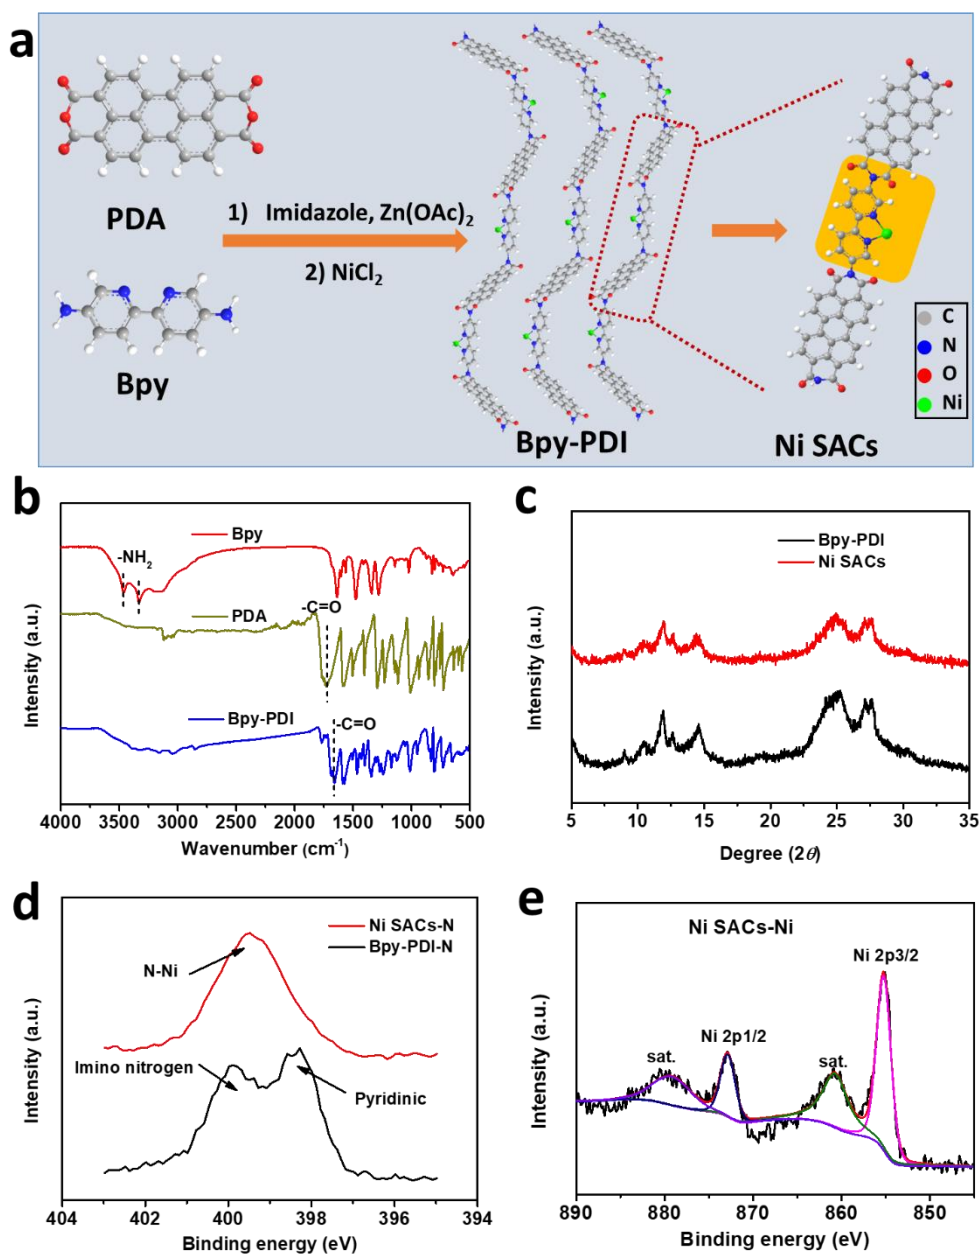 a
PDA
Bpy
1) Imidazole, Zn(OAc)₂
2) NiCl₂
Bpy-PDI
Ni SACs
C
N
O
Ni
b
Bpy
-NH₂
-C=O
PDA
Bpy-PDI
-C=O
Intensity (a.u.)
4000 3500 3000 2500 2000 1500 1000 500
Wavenumber (cm⁻¹)
c
Bpy-PDI
Ni SACs
Intensity (a.u.)
5 10 15 20 25 30 35
Degree (2θ)
d
Ni SACs-N
Bpy-PDI-N
N-Ni
Imino nitrogen
Pyridinic
Intensity (a.u.)
404 402 400 398 396 394
Binding energy (eV)
e
Ni SACs-Ni
Ni 2p3/2
Ni 2p1/2
sat.
sat.
Intensity (a.u.)
890 880 870 860 850
Binding energy (eV)